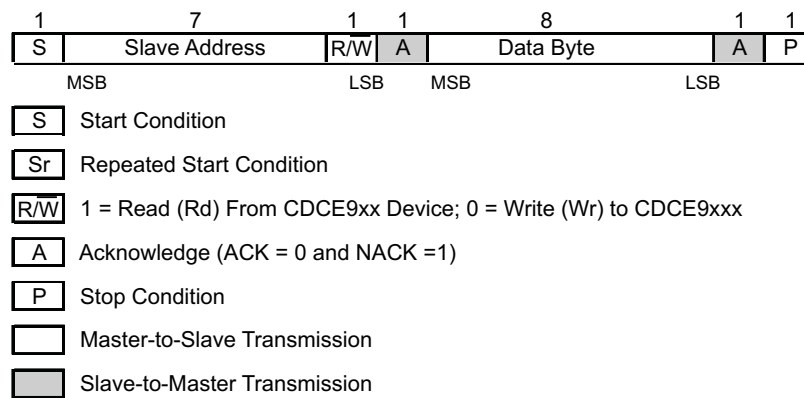 1 7 1 1 8 1 1
S Slave Address R/W̅ A Data Byte A P
MSB LSB MSB LSB
S Start Condition
Sr Repeated Start Condition
R/W̅ 1 = Read (Rd) From CDCE9xx Device; 0 = Write (Wr) to CDCE9xxx
A Acknowledge (ACK = 0 and NACK =1)
P Stop Condition
Master-to-Slave Transmission
Slave-to-Master Transmission